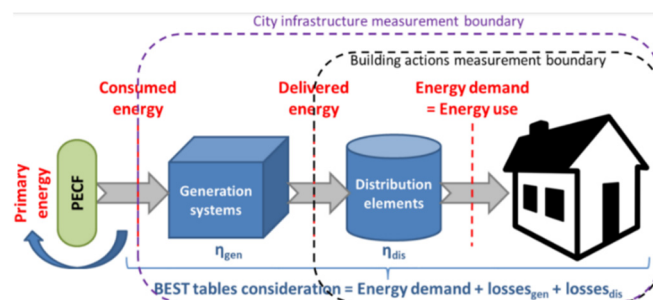 City infrastructure measurement boundary
Building actions measurement boundary
Consumed
energy
Delivered
energy
Energy demand
= Energy use
Primary
energy
PECF
Generation
systems
Distribution
elements
ηgen
ηdis
BEST tables consideration = Energy demand + lossesgen + lossesdis